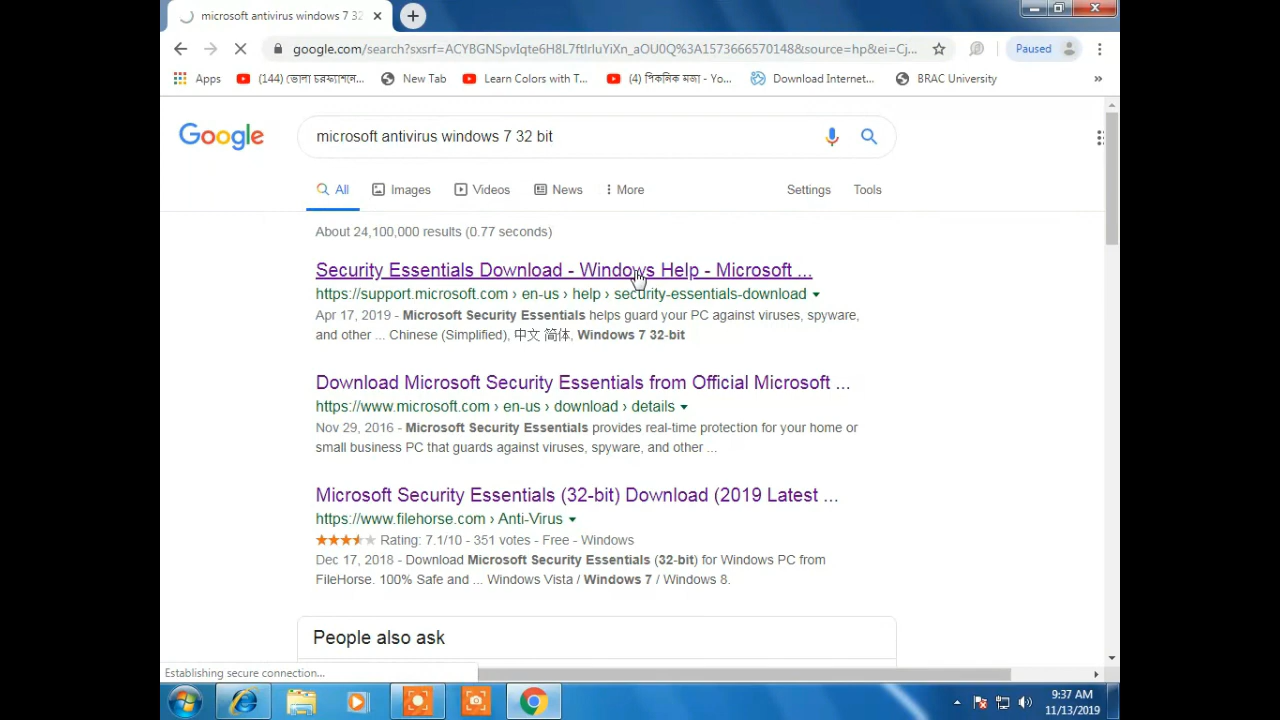 microsoft antivirus windows 7 32
google.com/search?sxsrf=ACYBGNSpvIqte6H8L7ftIrIuYiXn_aOU0Q%3A1573666570148&source=hp&ei=Cj...
Paused
Apps
(144) ভোলা চরফ্যাশনে...
New Tab
Learn Colors with T...
(4) পিকনিক মজা - Yo...
Download Internet...
BRAC University
»
Google
microsoft antivirus windows 7 32 bit
All
Images
Videos
News
More
Settings
Tools
About 24,100,000 results (0.77 seconds)
Security Essentials Download - Windows Help - Microsoft ...
https://support.microsoft.com › en-us › help › security-essentials-download
Apr 17, 2019 - Microsoft Security Essentials helps guard your PC against viruses, spyware,
and other ... Chinese (Simplified), 中文 简体, Windows 7 32-bit
Download Microsoft Security Essentials from Official Microsoft ...
https://www.microsoft.com › en-us › download › details
Nov 29, 2016 - Microsoft Security Essentials provides real-time protection for your home or
small business PC that guards against viruses, spyware, and other ...
Microsoft Security Essentials (32-bit) Download (2019 Latest ...
https://www.filehorse.com › Anti-Virus
Rating: 7.1/10 - 351 votes - Free - Windows
Dec 17, 2018 - Download Microsoft Security Essentials (32-bit) for Windows PC from
FileHorse. 100% Safe and ... Windows Vista / Windows 7 / Windows 8.
People also ask
Establishing secure connection...
9:37 AM
11/13/2019